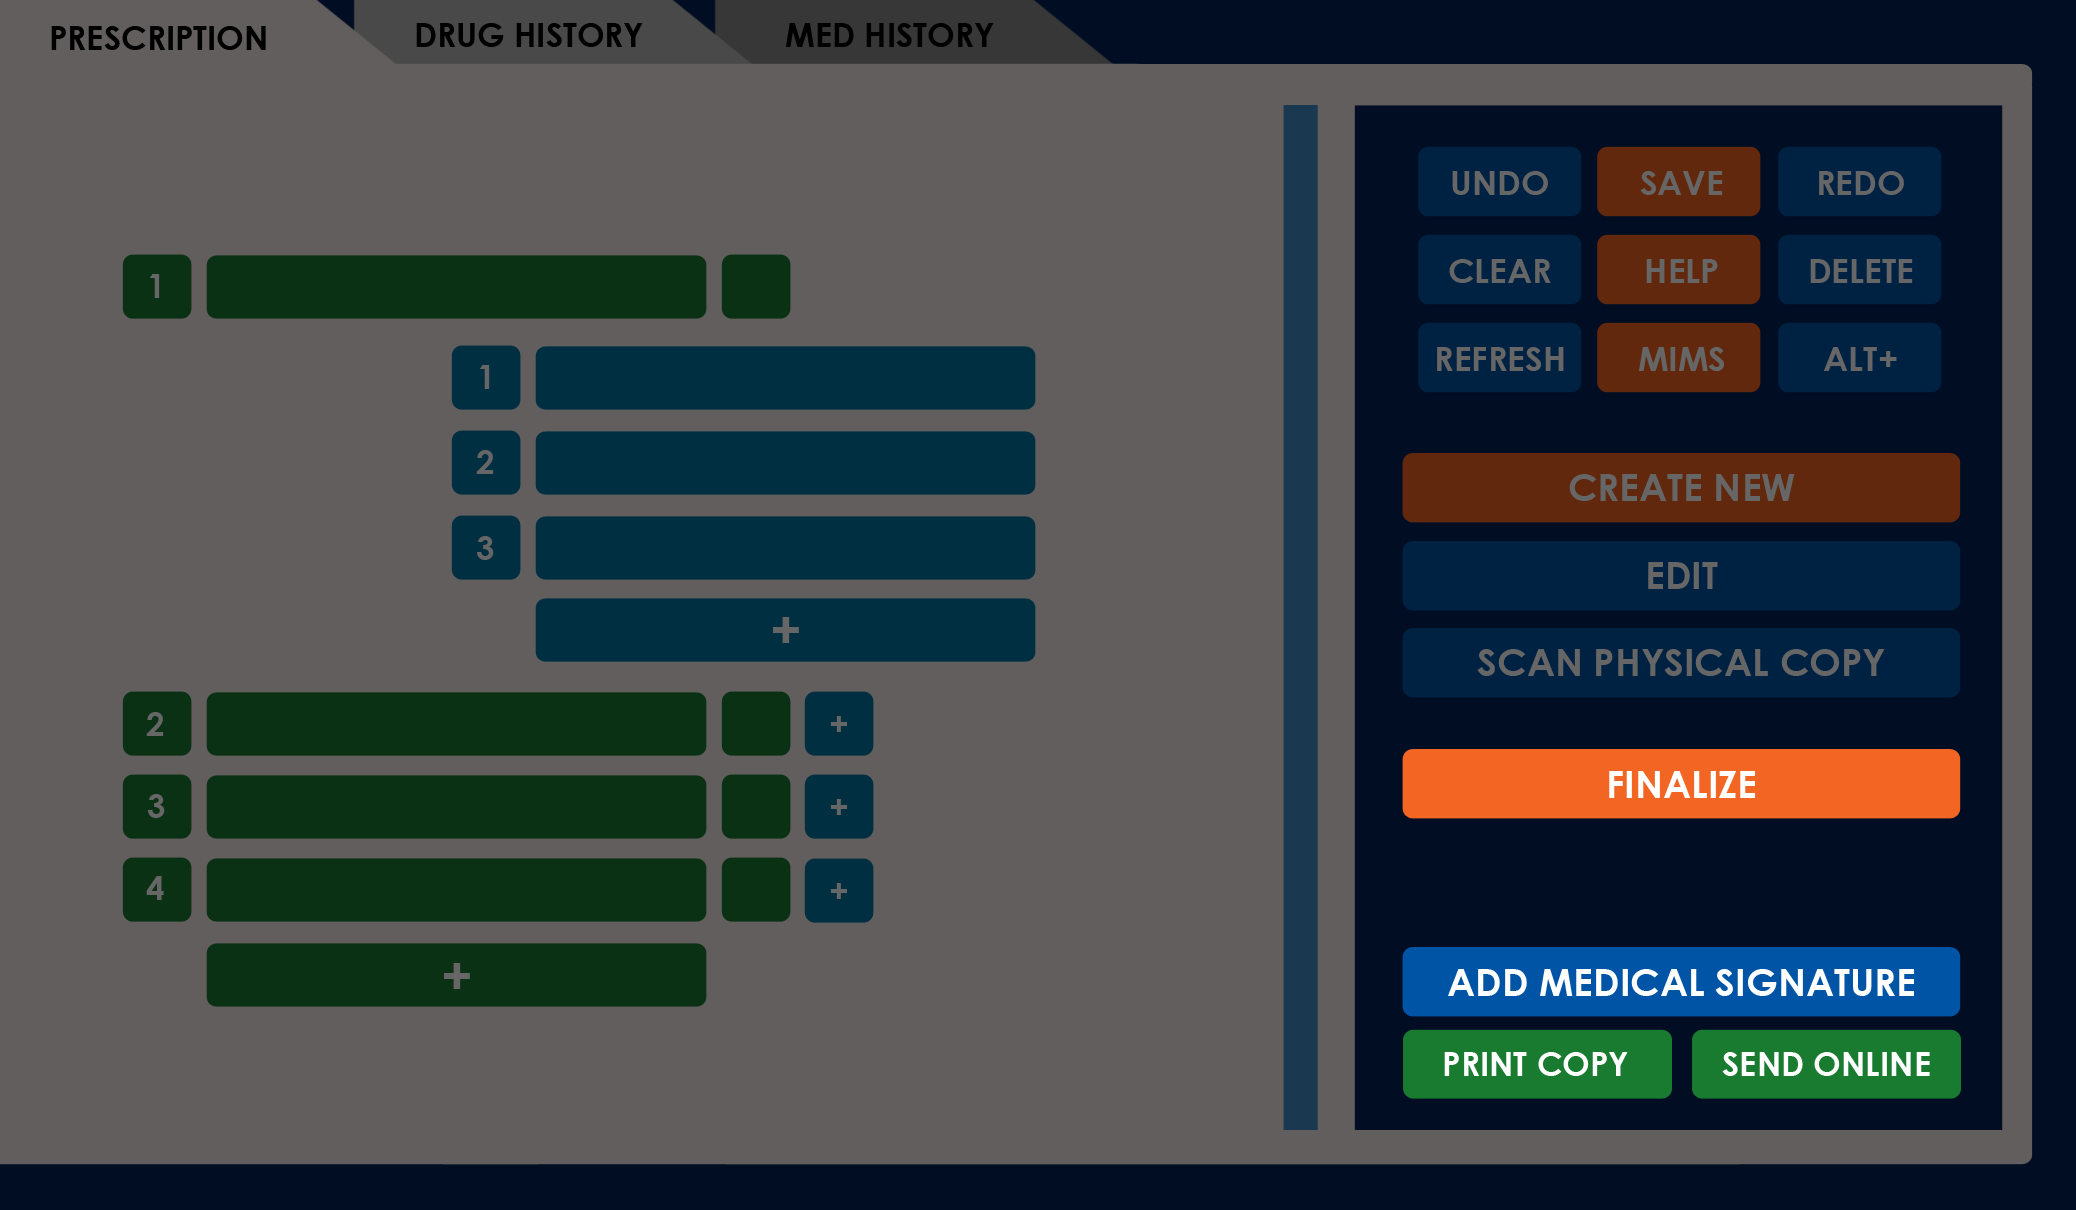 PRESCRIPTION
DRUG HISTORY
MED HISTORY
1
1
2
3
+
2
+
3
+
4
+
+
UNDO
SAVE
REDO
CLEAR
HELP
DELETE
REFRESH
MIMS
ALT+
CREATE NEW
EDIT
SCAN PHYSICAL COPY
FINALIZE
ADD MEDICAL SIGNATURE
PRINT COPY
SEND ONLINE